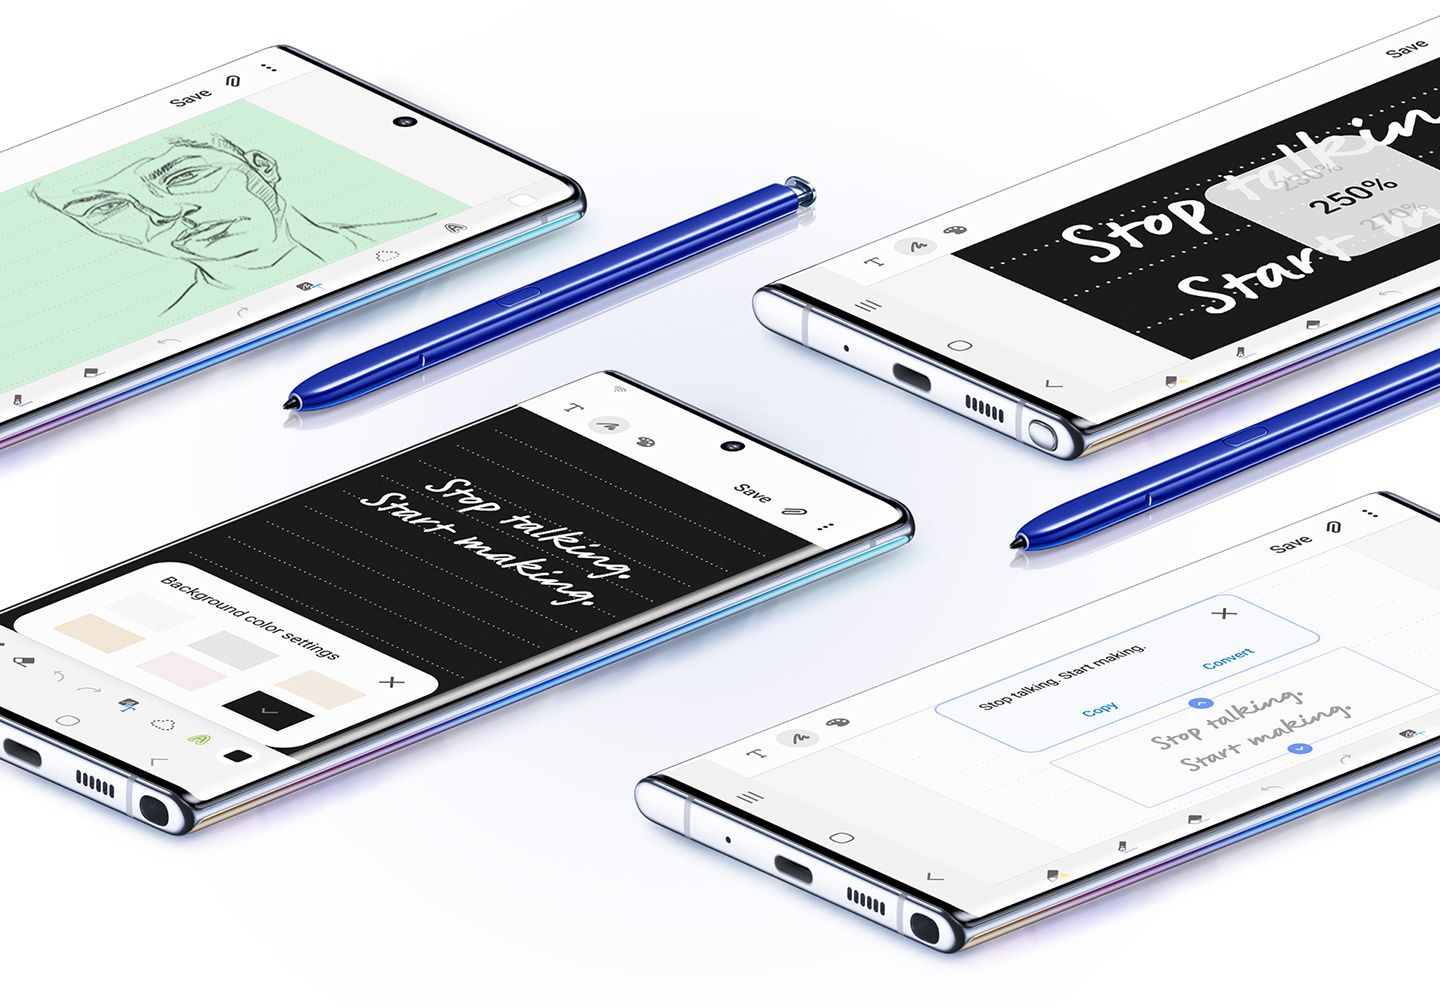 Save
Save
Stop talkin
Start m
230%
250%
270%
T
T
Save
Stop talking.
Start making.
Background color settings
T
Save
Stop talking. Start making.
Copy
Convert
Stop talking.
Start making.
T